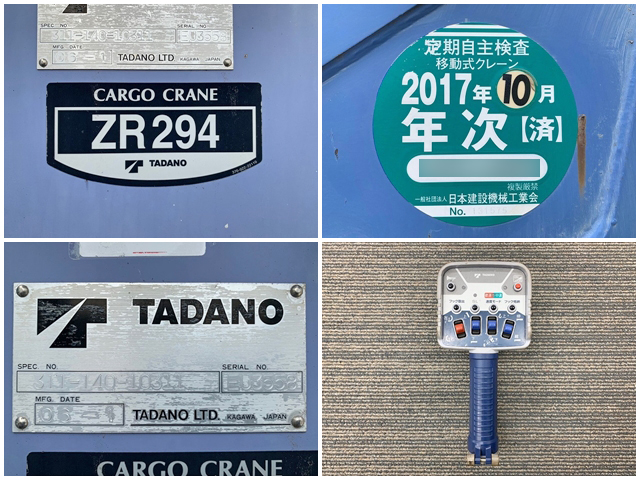 SPEC. NO.
SERIAL NO.
MFG. DATE
TADANO LTD. KAGAWA, JAPAN
CARGO CRANE
ZR294
TADANO
定期自主検査
移動式クレーン
2017年10月
年次【済】
複製厳禁
一般社団法人 日本建設機械工業会
No.
TADANO
SPEC. NO.
SERIAL NO.
MFG. DATE
TADANO LTD. KAGAWA, JAPAN
CARGO CRANE
TADANO